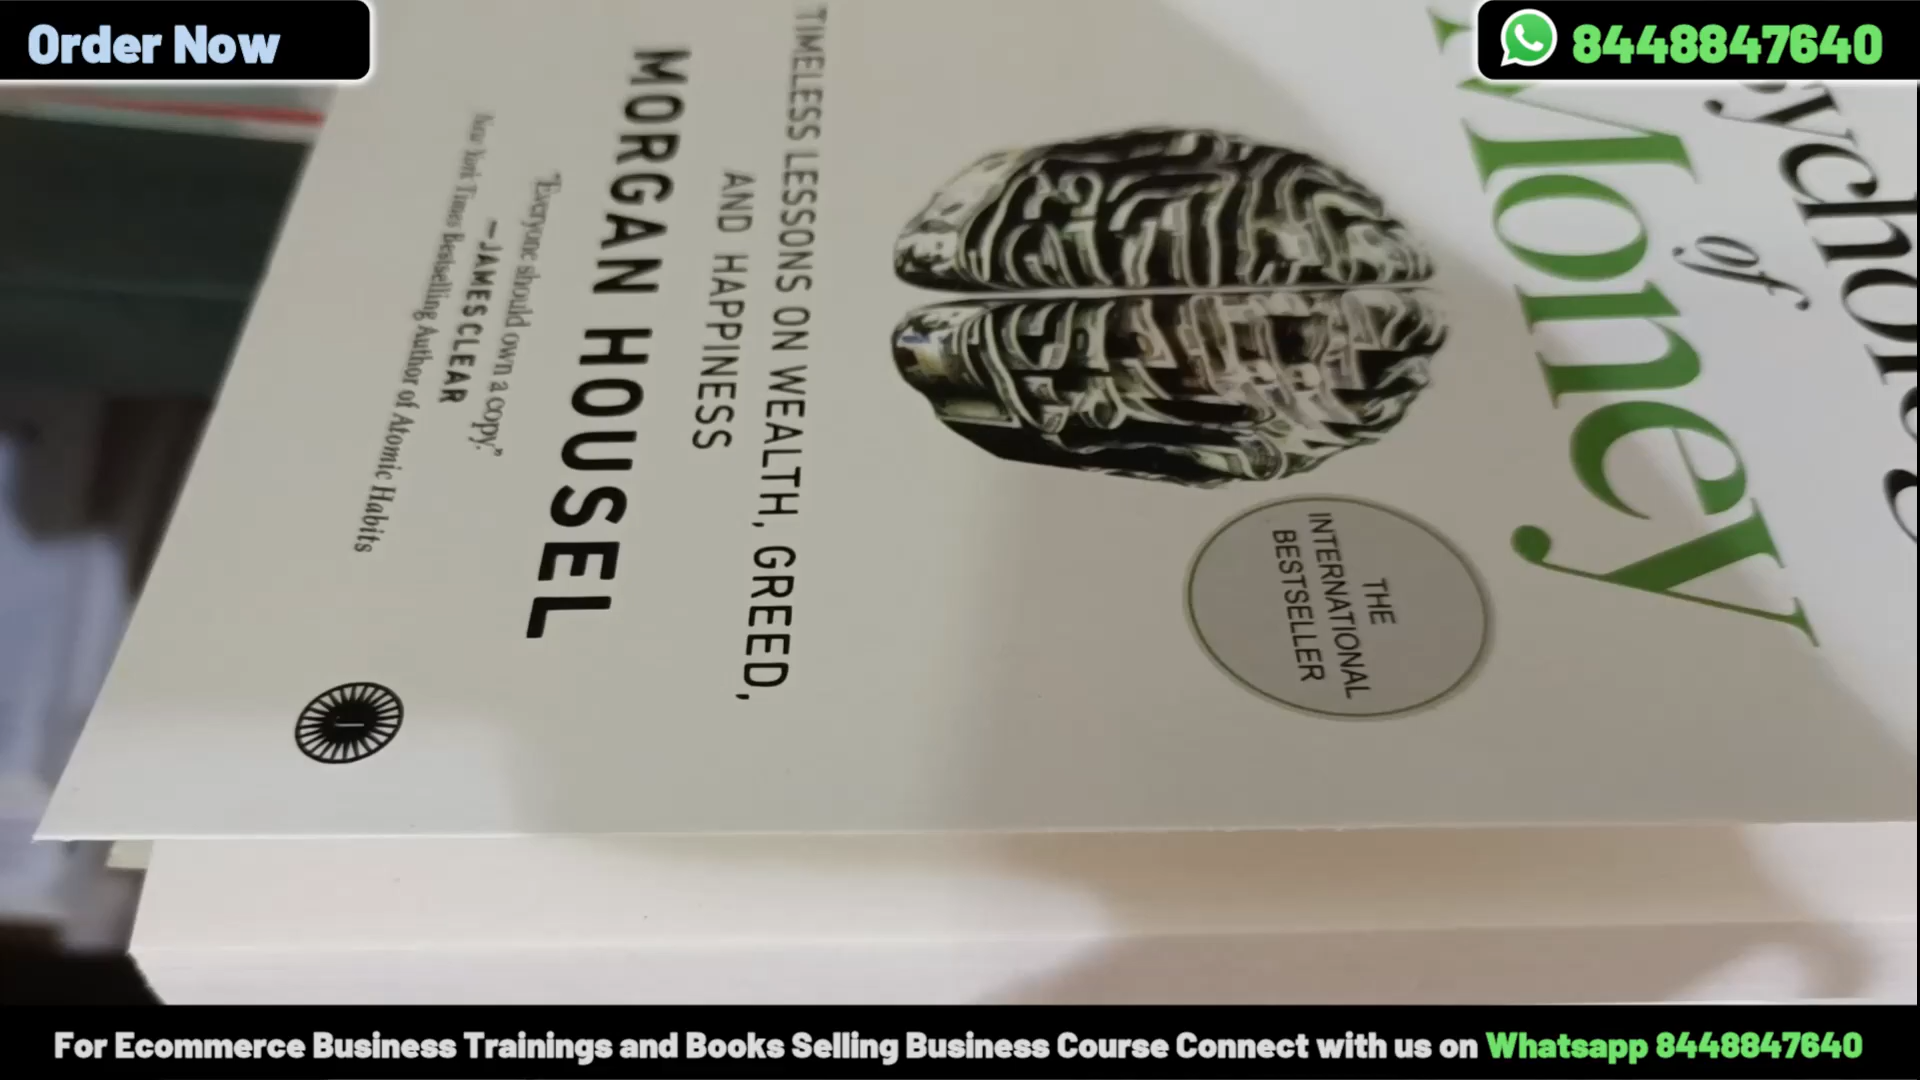 Order Now
8448847640
ychology
of
Money
THE
INTERNATIONAL
BESTSELLER
TIMELESS LESSONS ON WEALTH, GREED,
AND HAPPINESS
MORGAN HOUSEL
"Everyone should own a copy."
—JAMES CLEAR
New York Times Bestselling Author of Atomic Habits
J
For Ecommerce Business Trainings and Books Selling Business Course Connect with us on Whatsapp 8448847640